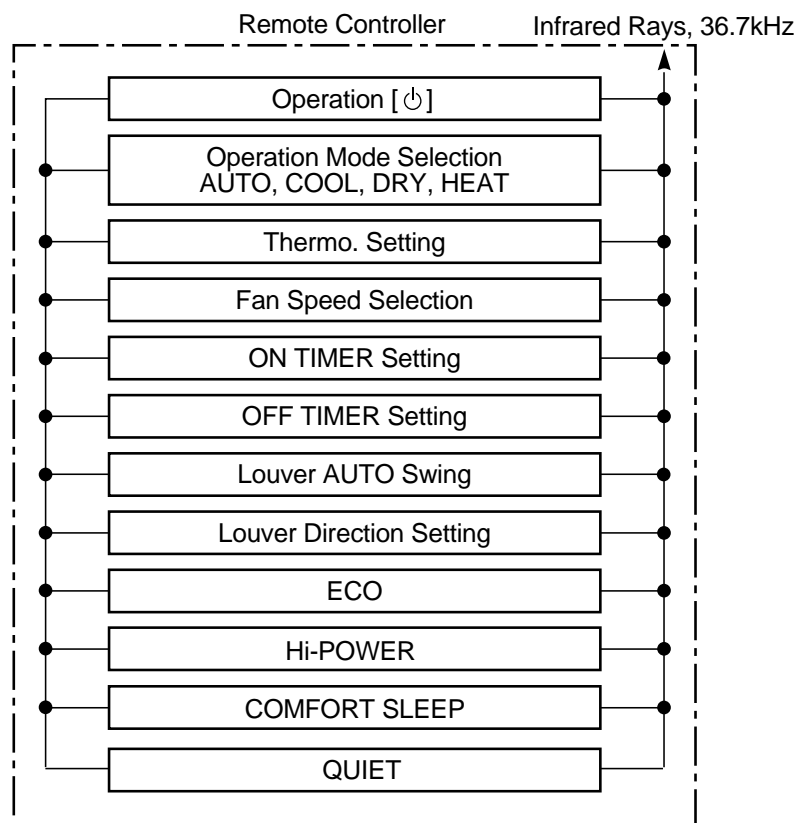 Remote Controller
Infrared Rays, 36.7kHz
Operation [⏻]
Operation Mode Selection
AUTO, COOL, DRY, HEAT
Thermo. Setting
Fan Speed Selection
ON TIMER Setting
OFF TIMER Setting
Louver AUTO Swing
Louver Direction Setting
ECO
Hi-POWER
COMFORT SLEEP
QUIET